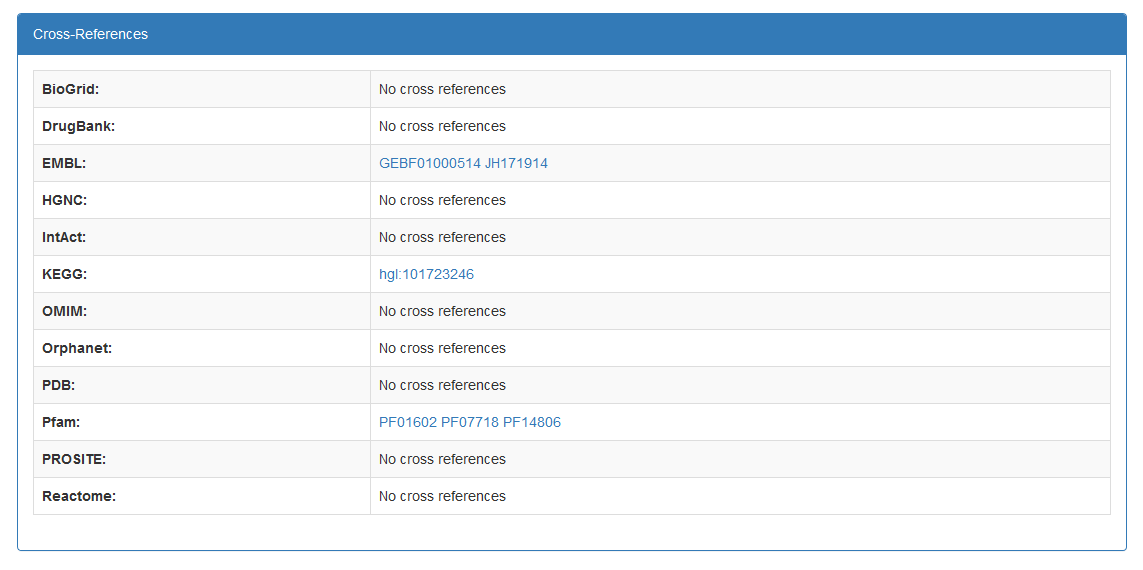 Cross-References
BioGrid: No cross references
DrugBank: No cross references
EMBL: GEBF01000514 JH171914
HGNC: No cross references
IntAct: No cross references
KEGG: hgl:101723246
OMIM: No cross references
Orphanet: No cross references
PDB: No cross references
Pfam: PF01602 PF07718 PF14806
PROSITE: No cross references
Reactome: No cross references